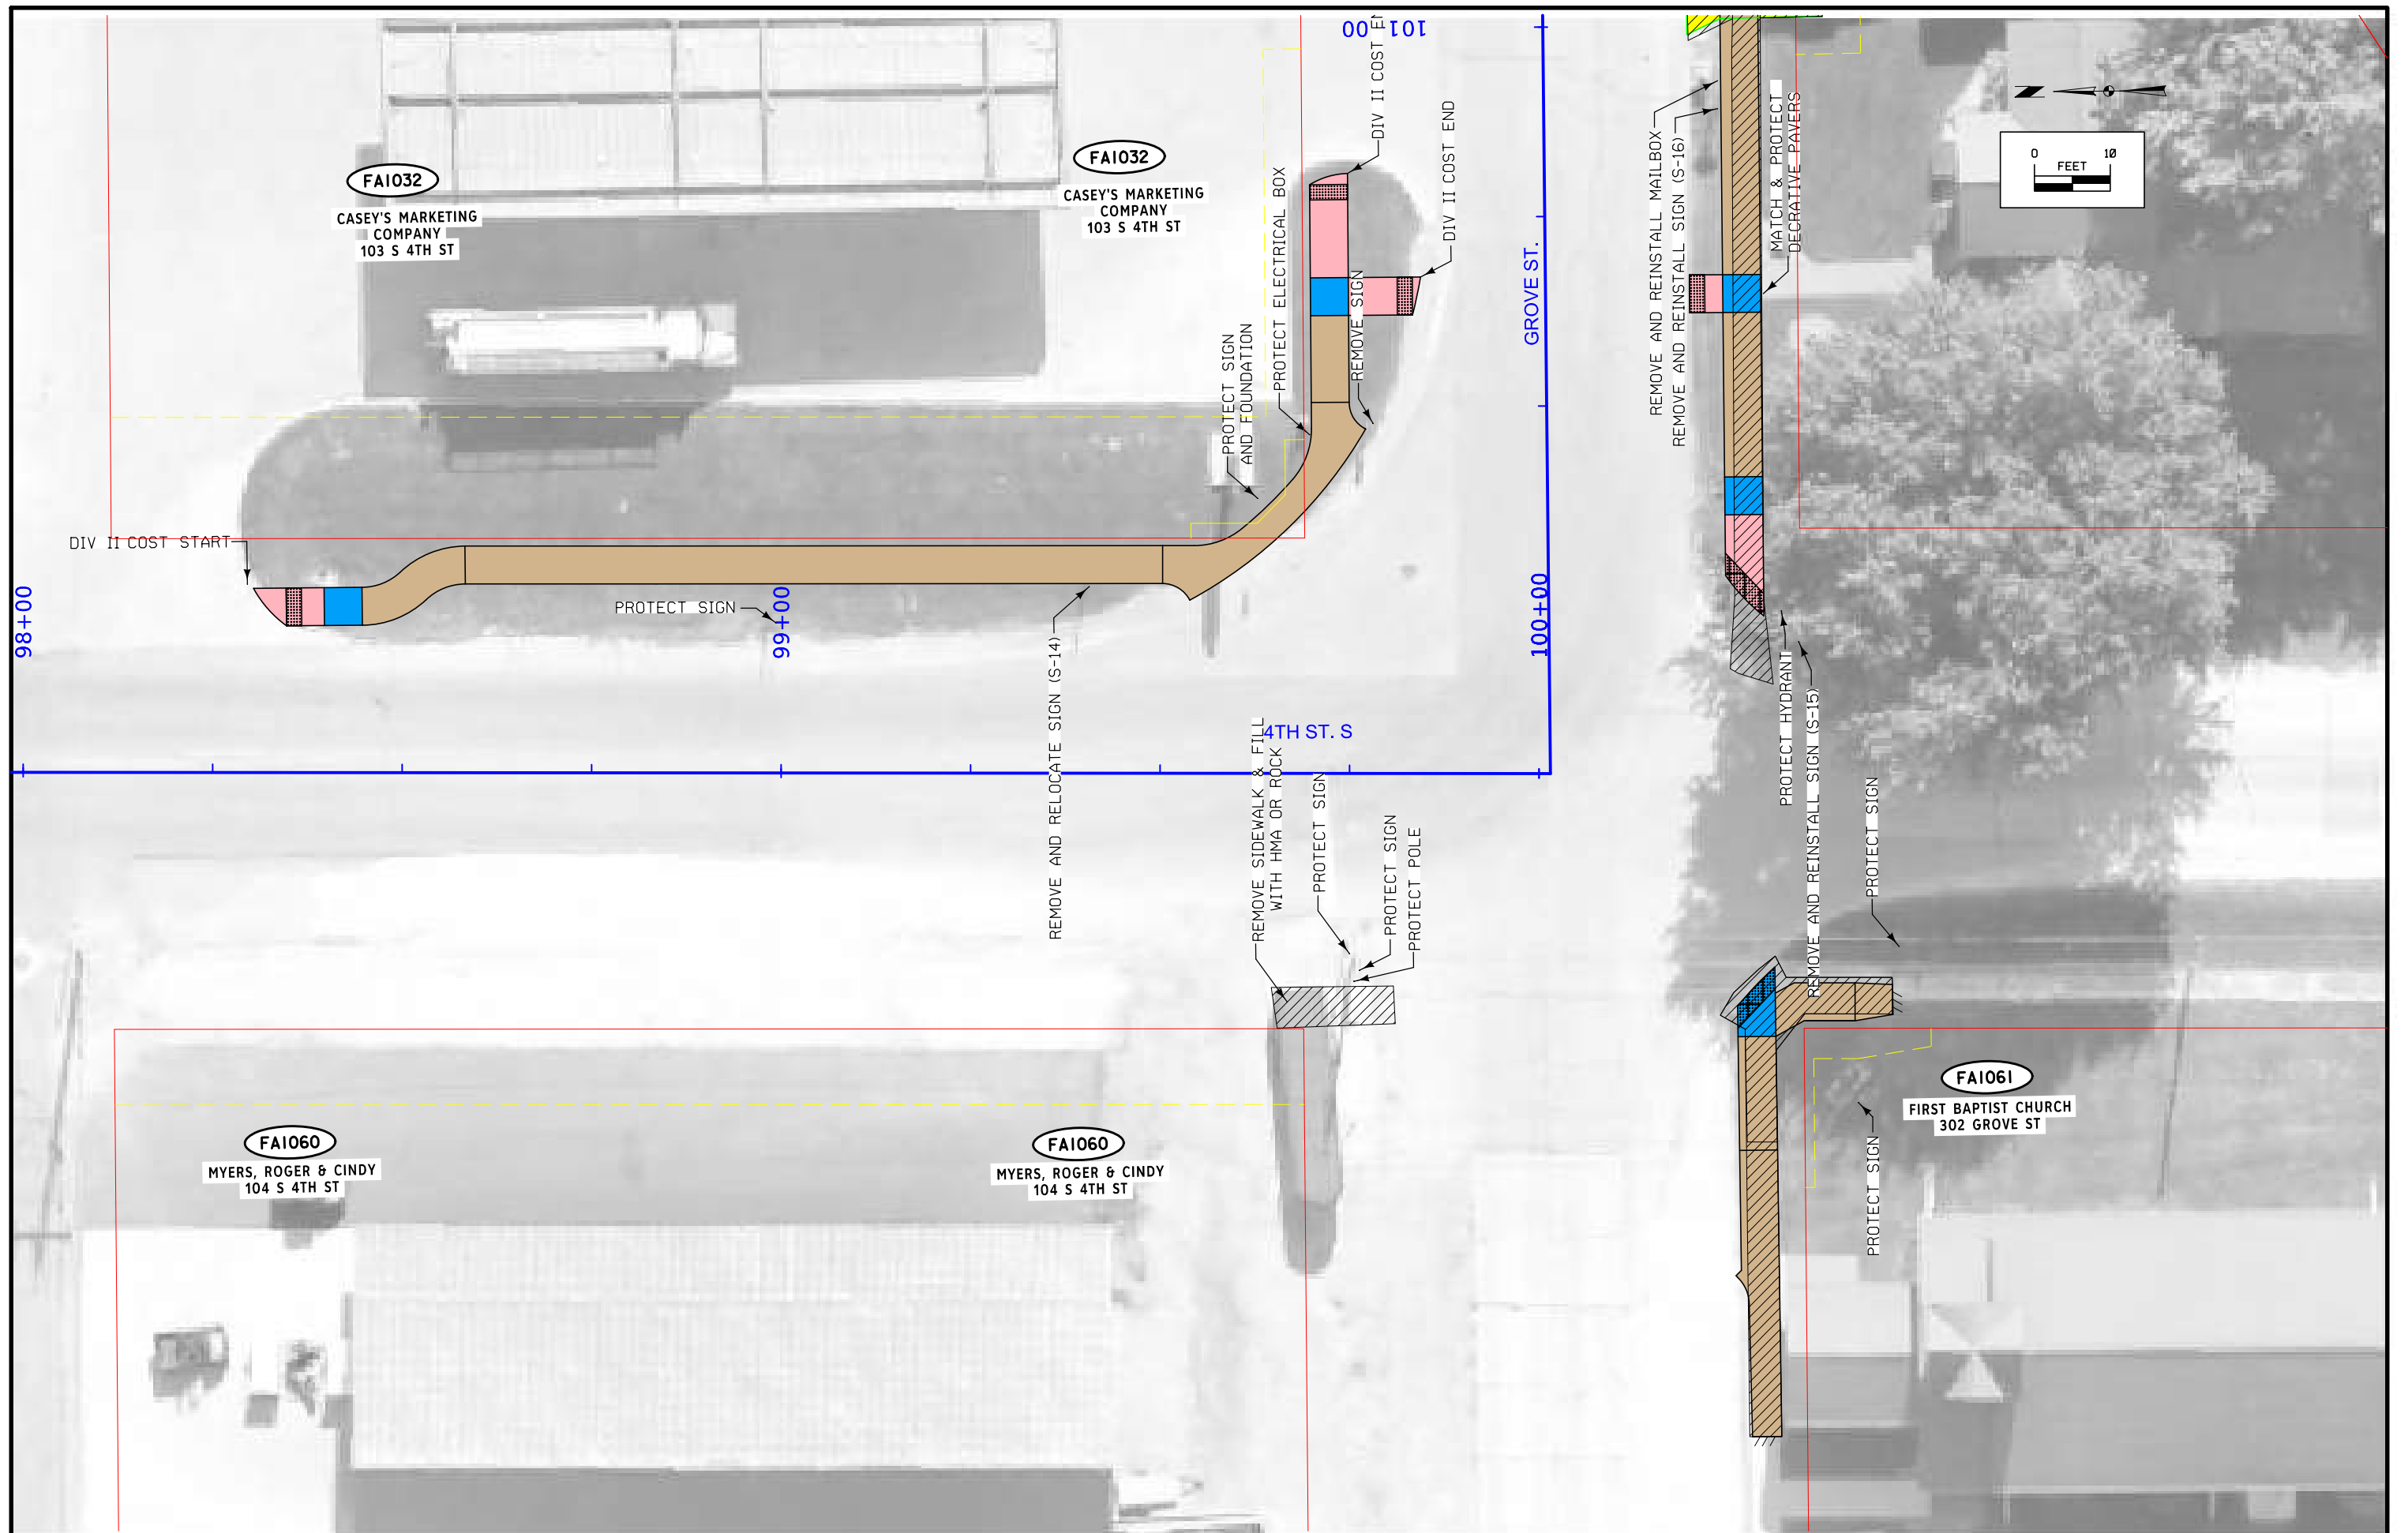 101+00
DIV II COST
DIV II COST END
FA1032
CASEY'S MARKETING
COMPANY
103 S 4TH ST
FA1032
CASEY'S MARKETING
COMPANY
103 S 4TH ST
PROTECT SIGN
AND FOUNDATION
PROTECT ELECTRICAL BOX
REMOVE SIGN
GROVE ST.
REMOVE AND REINSTALL MAILBOX
REMOVE AND REINSTALL SIGN (S-16)
MATCH & PROTECT
DECRATIVE PAVERS
N
0 10
FEET
DIV II COST START
98+00
PROTECT SIGN
99+00
100+00
REMOVE AND RELOCATE SIGN (S-14)
4TH ST. S
REMOVE SIDEWALK & FILL
WITH HMA OR ROCK
PROTECT SIGN
PROTECT SIGN
PROTECT POLE
PROTECT HYDRANT
REMOVE AND REINSTALL SIGN (S-15)
PROTECT SIGN
FA1060
MYERS, ROGER & CINDY
104 S 4TH ST
FA1060
MYERS, ROGER & CINDY
104 S 4TH ST
PROTECT SIGN
FA1061
FIRST BAPTIST CHURCH
302 GROVE ST